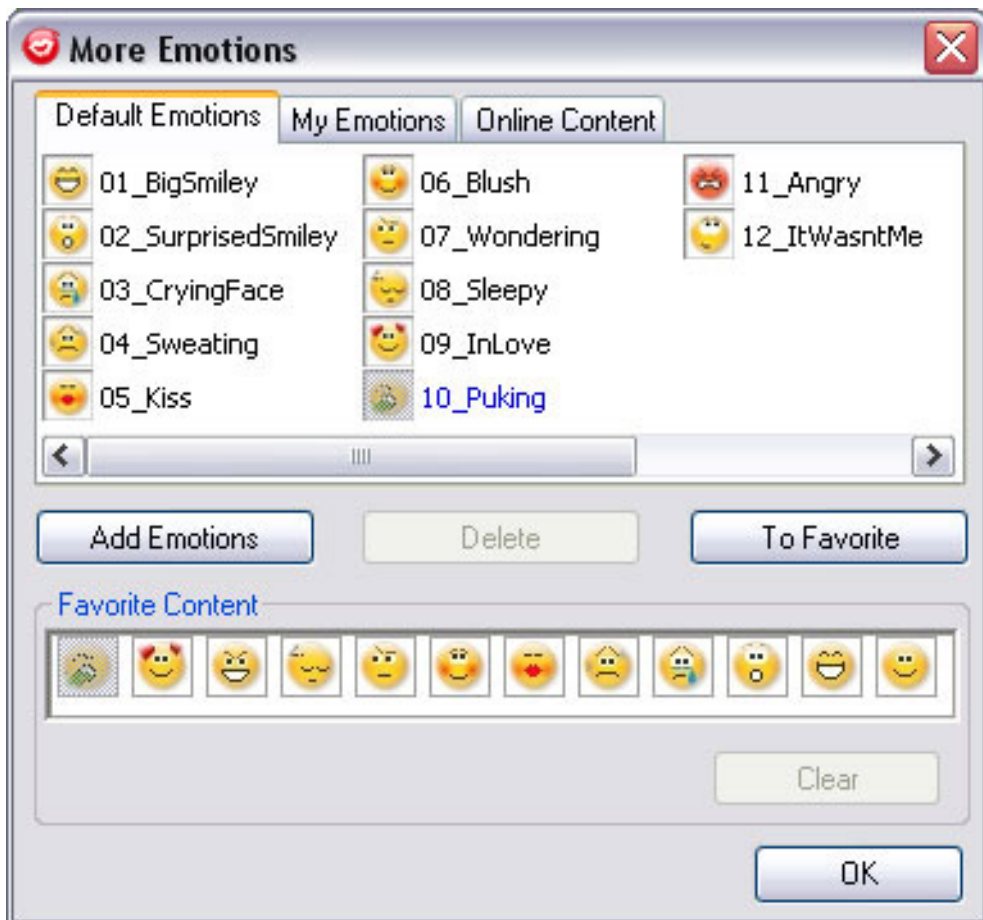 More Emotions
Default Emotions My Emotions Online Content
01_BigSmiley 06_Blush 11_Angry
02_SurprisedSmiley 07_Wondering 12_ItWasntMe
03_CryingFace 08_Sleepy
04_Sweating 09_InLove
05_Kiss 10_Puking
Add Emotions Delete To Favorite
Favorite Content
Clear
OK